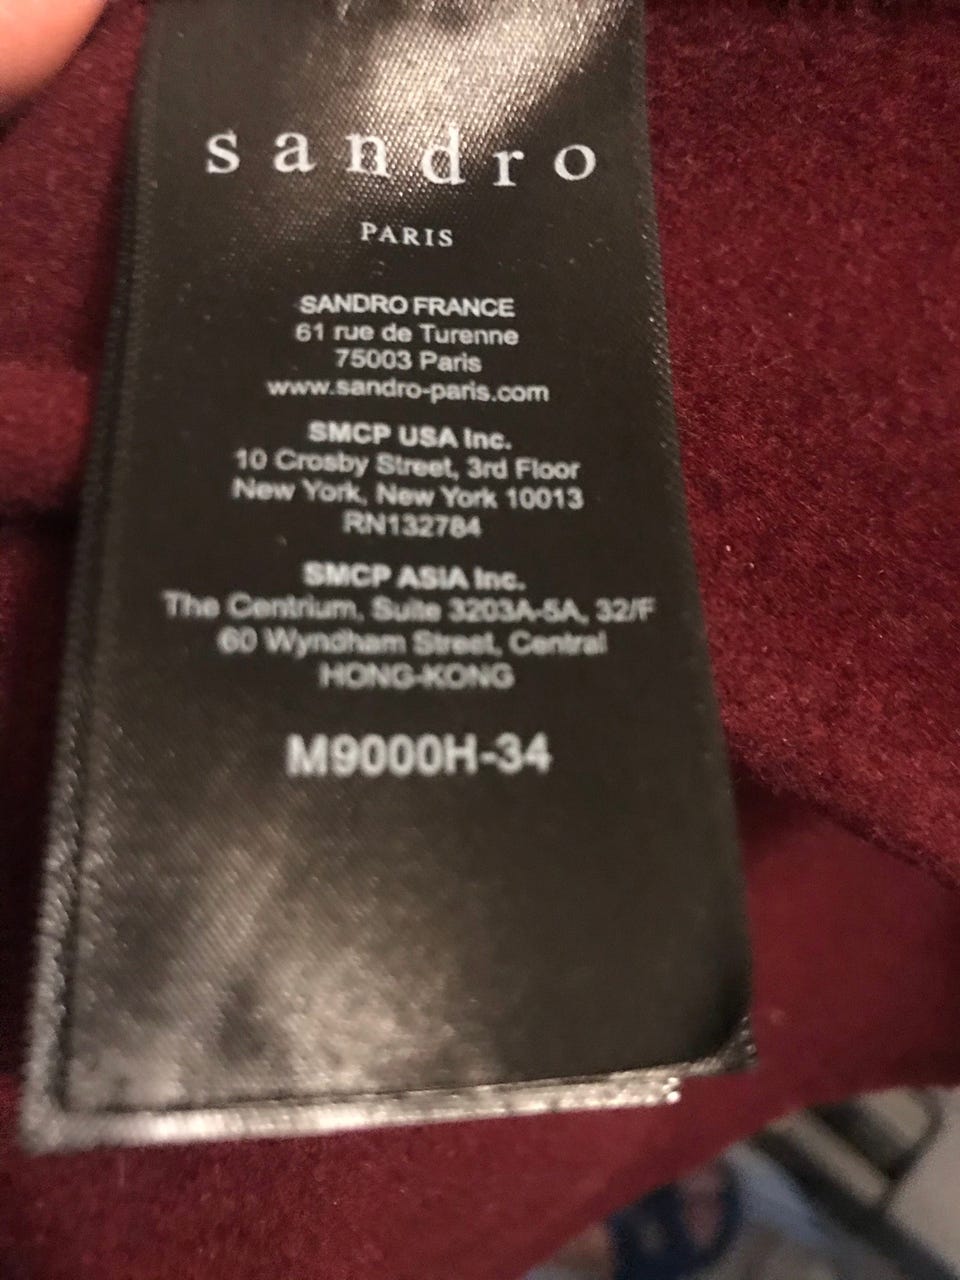 sandro
PARIS
SANDRO FRANCE
61 rue de Turenne
75003 Paris
www.sandro-paris.com
SMCP USA Inc.
10 Crosby Street, 3rd Floor
New York, New York 10013
RN132784
SMCP ASIA Inc.
The Centrium, Suite 3203A-5A, 32/F
60 Wyndham Street, Central
HONG-KONG
M9000H-34